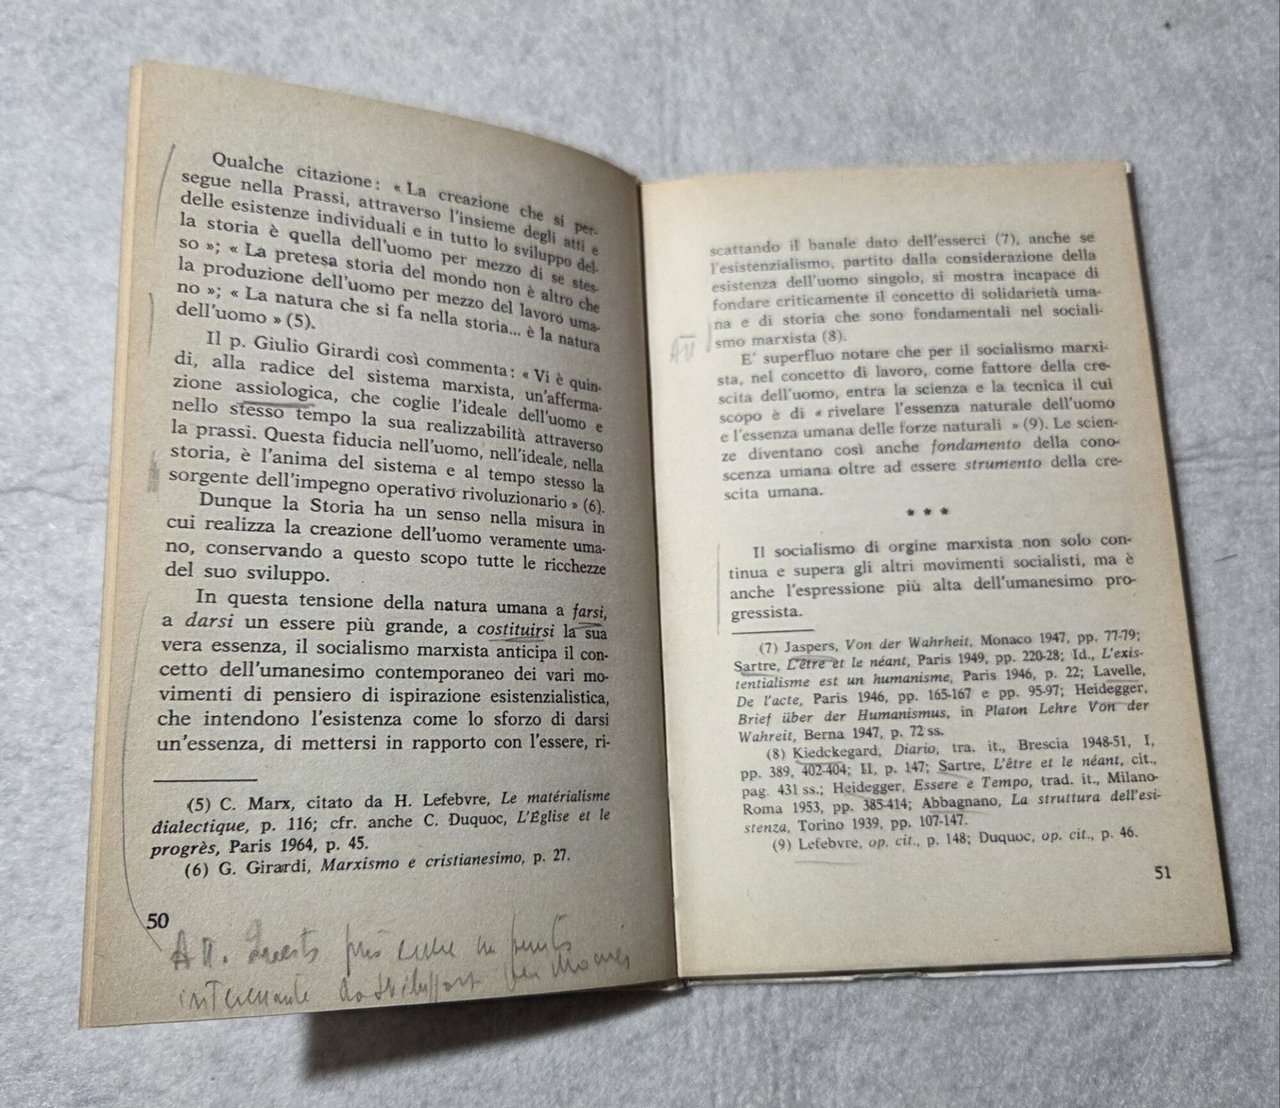 Qualche citazione: « La creazione che si per-
segue nella Prassi, attraverso l'insieme degli atti e
delle esistenze individuali e in tutto lo sviluppo del-
la storia è quella dell'uomo per mezzo di se stes-
so »; « La pretesa storia del mondo non è altro che
la produzione dell'uomo per mezzo del lavoro uma-
no »; « La natura che si fa nella storia... è la natura
dell'uomo » (5).
Il p. Giulio Girardi così commenta: « Vi è quin-
di, alla radice del sistema marxista, un'afferma-
zione assiologica, che coglie l'ideale dell'uomo e
nello stesso tempo la sua realizzabilità attraverso
la prassi. Questa fiducia nell'uomo, nell'ideale, nella
storia, è l'anima del sistema e al tempo stesso la
sorgente dell'impegno operativo rivoluzionario » (6).
Dunque la Storia ha un senso nella misura in
cui realizza la creazione dell'uomo veramente uma-
no, conservando a questo scopo tutte le ricchezze
del suo sviluppo.
In questa tensione della natura umana a farsi,
a darsi un essere più grande, a costituirsi la sua
vera essenza, il socialismo marxista anticipa il con-
cetto dell'umanesimo contemporaneo dei vari mo-
vimenti di pensiero di ispirazione esistenzialistica,
che intendono l'esistenza come lo sforzo di darsi
un'essenza, di mettersi in rapporto con l'essere, ri-
(5) C. Marx, citato da H. Lefebvre, Le matérialisme
dialectique, p. 116; cfr. anche C. Duquoc, L'Église et le
progrès, Paris 1964, p. 45.
(6) G. Girardi, Marxismo e cristianesimo, p. 27.
50
scattando il banale dato dell'esserci (7), anche se
l'esistenzialismo, partito dalla considerazione della
esistenza dell'uomo singolo, si mostra incapace di
fondare criticamente il concetto di solidarietà uma-
na e di storia che sono fondamentali nel sociali-
smo marxista (8).
E' superfluo notare che per il socialismo marxi-
sta, nel concetto di lavoro, come fattore della cre-
scita dell'uomo, entra la scienza e la tecnica il cui
scopo è di « rivelare l'essenza naturale dell'uomo
e l'essenza umana delle forze naturali » (9). Le scien-
ze diventano così anche fondamento della cono-
scenza umana oltre ad essere strumento della cre-
scita umana.
* * *
Il socialismo di orgine marxista non solo con-
tinua e supera gli altri movimenti socialisti, ma è
anche l'espressione più alta dell'umanesimo pro-
gressista.
(7) Jaspers, Von der Wahrheit, Monaco 1947, pp. 77-79;
Sartre, L'être et le néant, Paris 1949, pp. 220-28; Id., L'exis-
tentialisme est un humanisme, Paris 1946, p. 22; Lavelle,
De l'acte, Paris 1946, pp. 165-167 e pp. 95-97; Heidegger,
Brief über der Humanismus, in Platon Lehre Von der
Wahreit, Berna 1947, p. 72 ss.
(8) Kiedckegard, Diario, tra. it., Brescia 1948-51, I,
pp. 389, 402-404; II, p. 147; Sartre, L'être et le néant, cit.,
pag. 431 ss.; Heidegger, Essere e Tempo, trad. it., Milano-
Roma 1953, pp. 385-414; Abbagnano, La struttura dell'esi-
stenza, Torino 1939, pp. 107-147.
(9) Lefebvre, op. cit., p. 148; Duquoc, op. cit., p. 46.
51